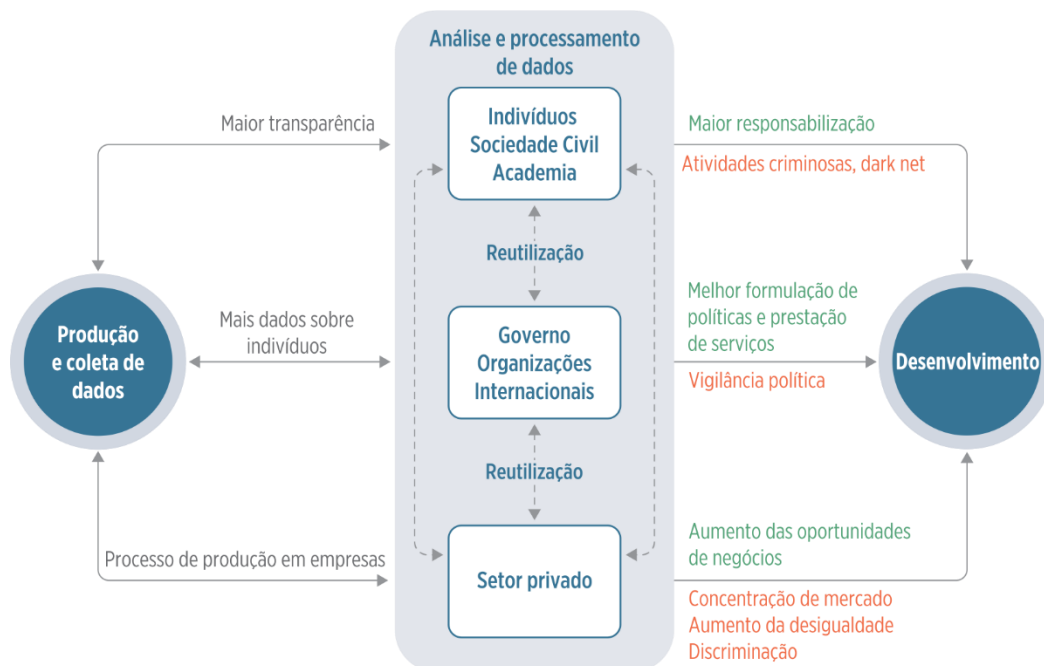 Análise e processamento
de dados
Maior transparência
Indivíduos
Sociedade Civil
Academia
Maior responsabilização
Atividades criminosas, dark net
Reutilização
Produção
e coleta de
dados
Mais dados sobre
indivíduos
Governo
Organizações
Internacionais
Melhor formulação de
políticas e prestação
de serviços
Vigilância política
Desenvolvimento
Reutilização
Processo de produção em empresas
Setor privado
Aumento das oportunidades
de negócios
Concentração de mercado
Aumento da desigualdade
Discriminação